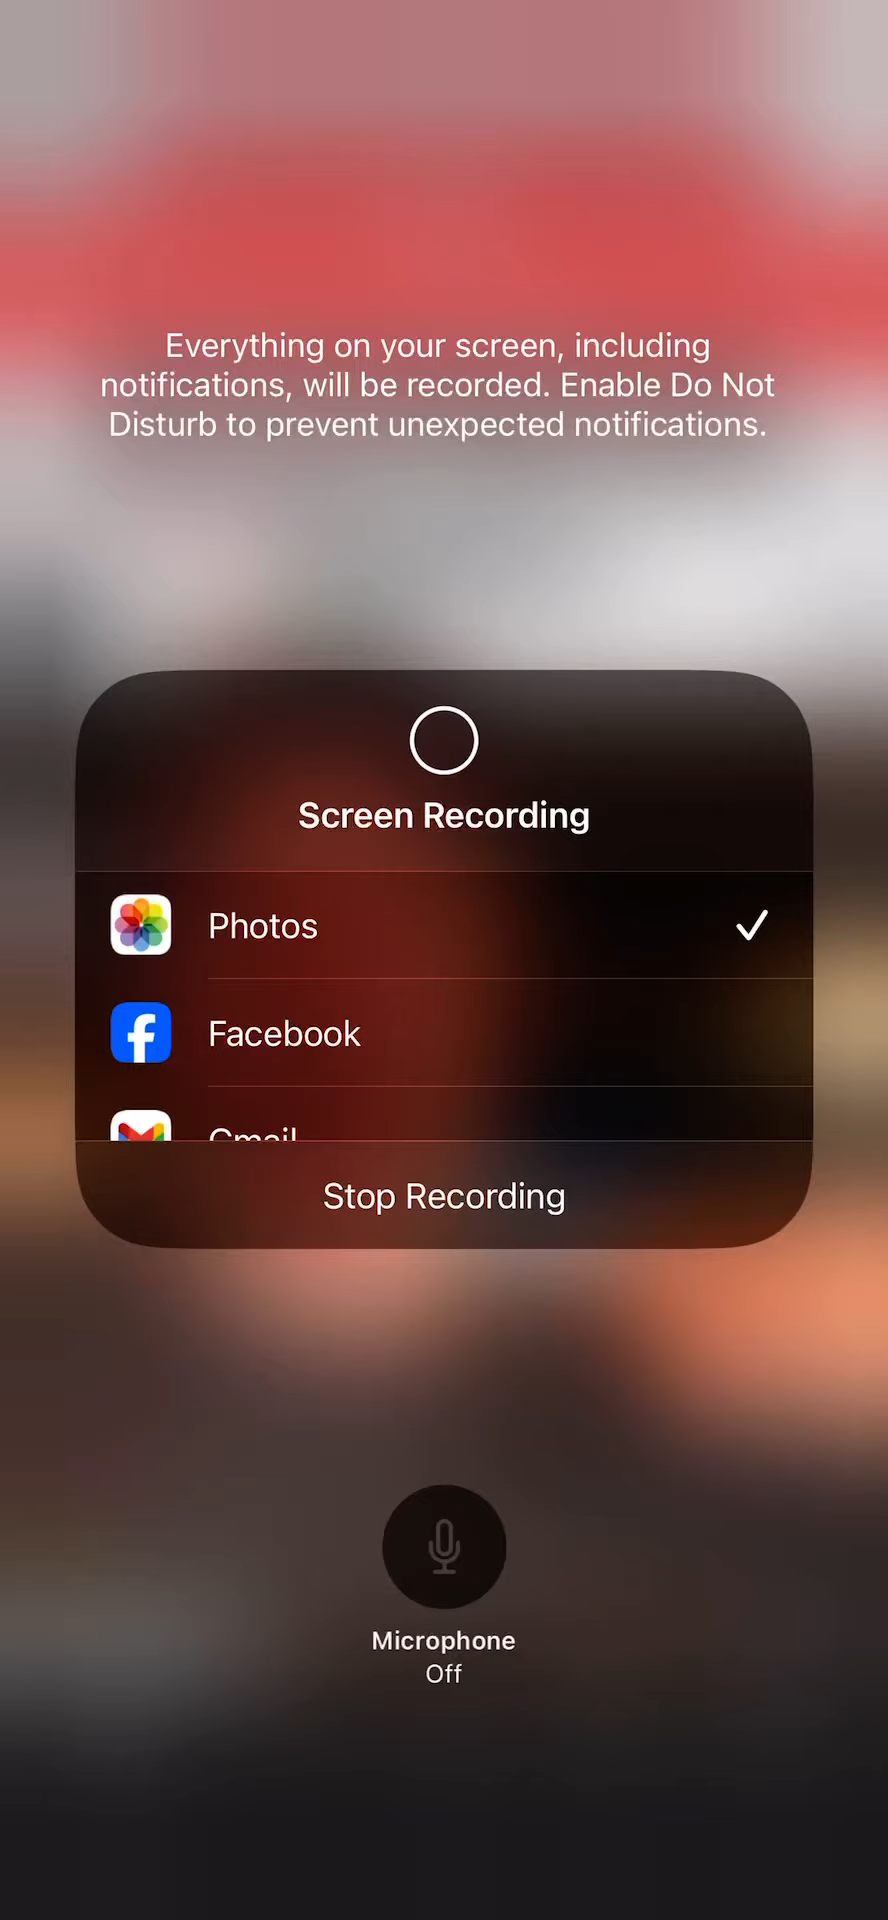 Everything on your screen, including
notifications, will be recorded. Enable Do Not
Disturb to prevent unexpected notifications.
Screen Recording
Photos
Facebook
Gmail
Stop Recording
Microphone
Off